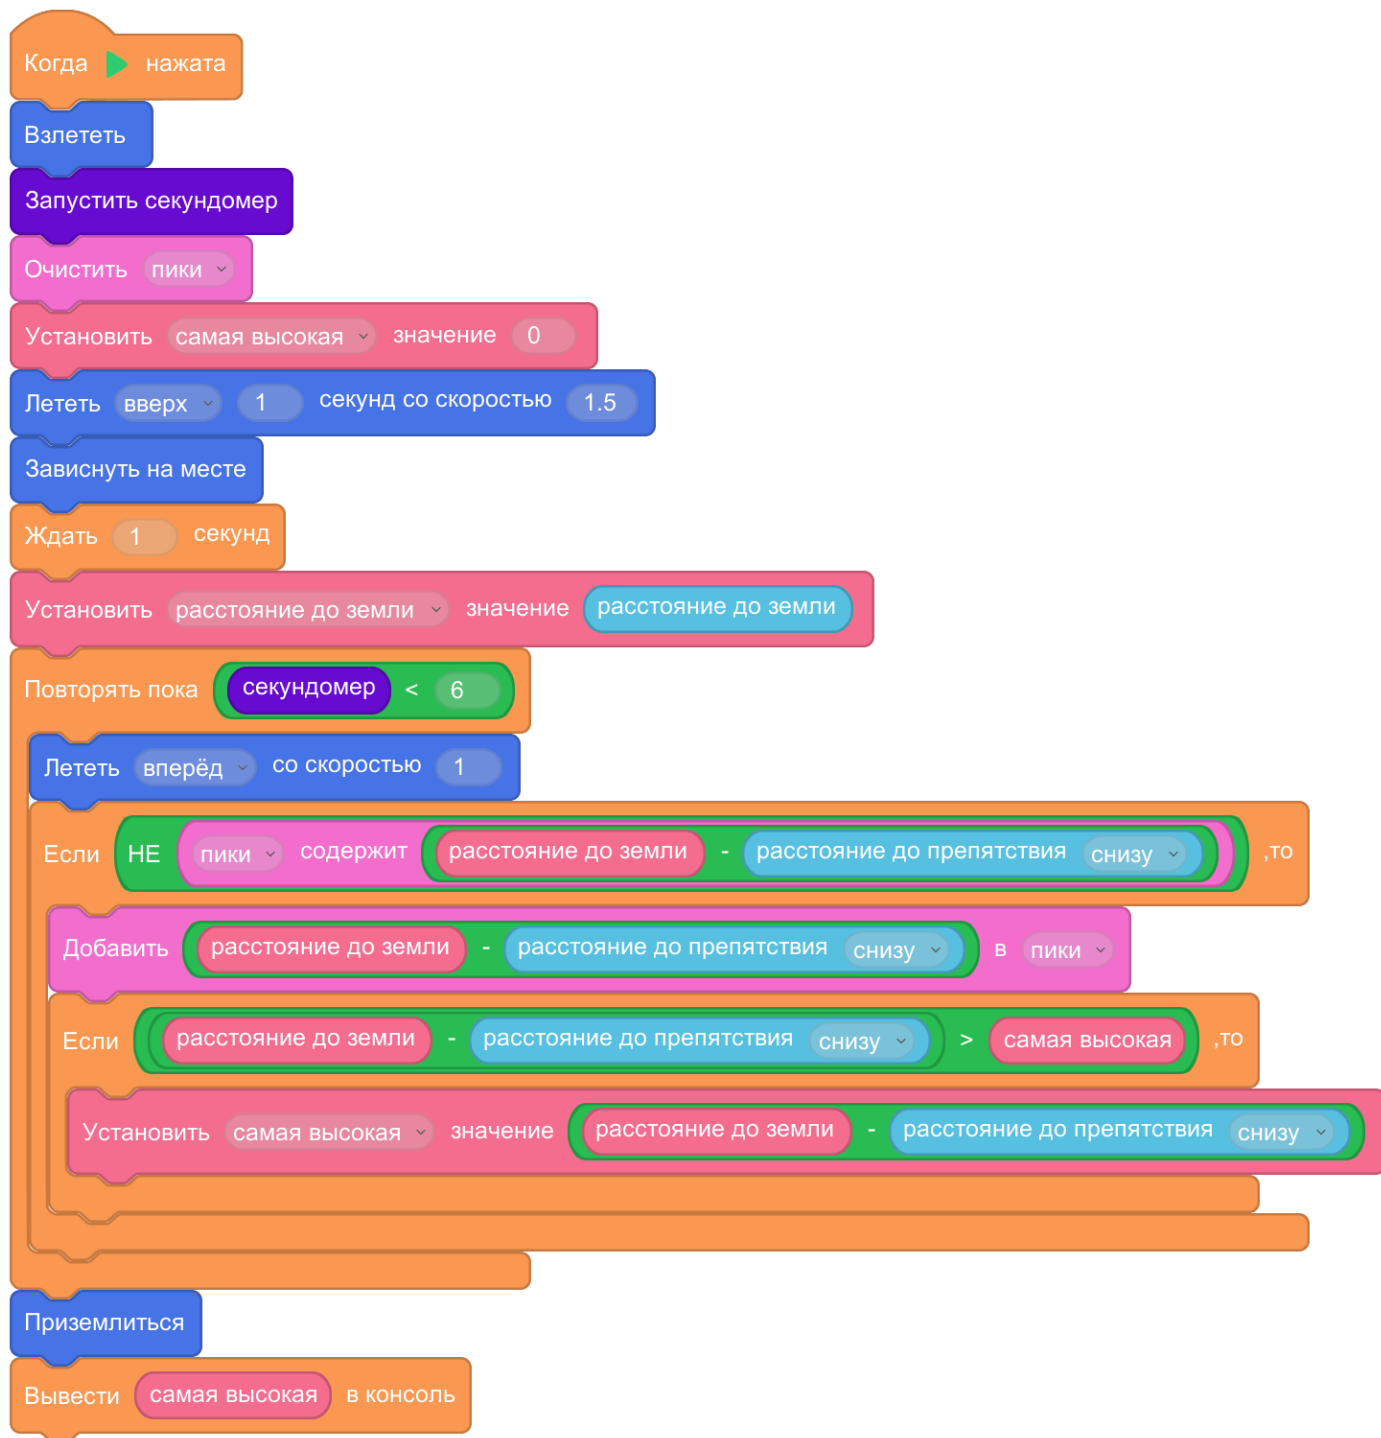 Когда нажата
Взлететь
Запустить секундомер
Очистить пики
Установить самая высокая значение 0
Лететь вверх 1 секунд со скоростью 1.5
Зависнуть на месте
Ждать 1 секунд
Установить расстояние до земли значение расстояние до земли
Повторять пока секундомер < 6
Лететь вперёд со скоростью 1
Если НЕ пики содержит расстояние до земли - расстояние до препятствия снизу ,то
Добавить расстояние до земли - расстояние до препятствия снизу в пики
Если расстояние до земли - расстояние до препятствия снизу > самая высокая ,то
Установить самая высокая значение расстояние до земли - расстояние до препятствия снизу
Приземлиться
Вывести самая высокая в консоль